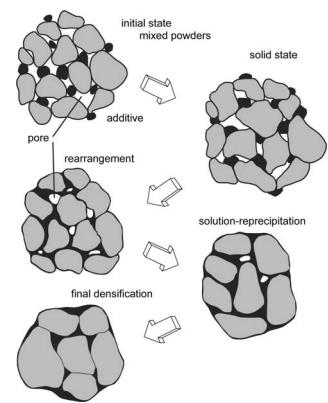 initial state
mixed powders
solid state
additive
pore
rearrangement
solution-reprecipitation
final densification